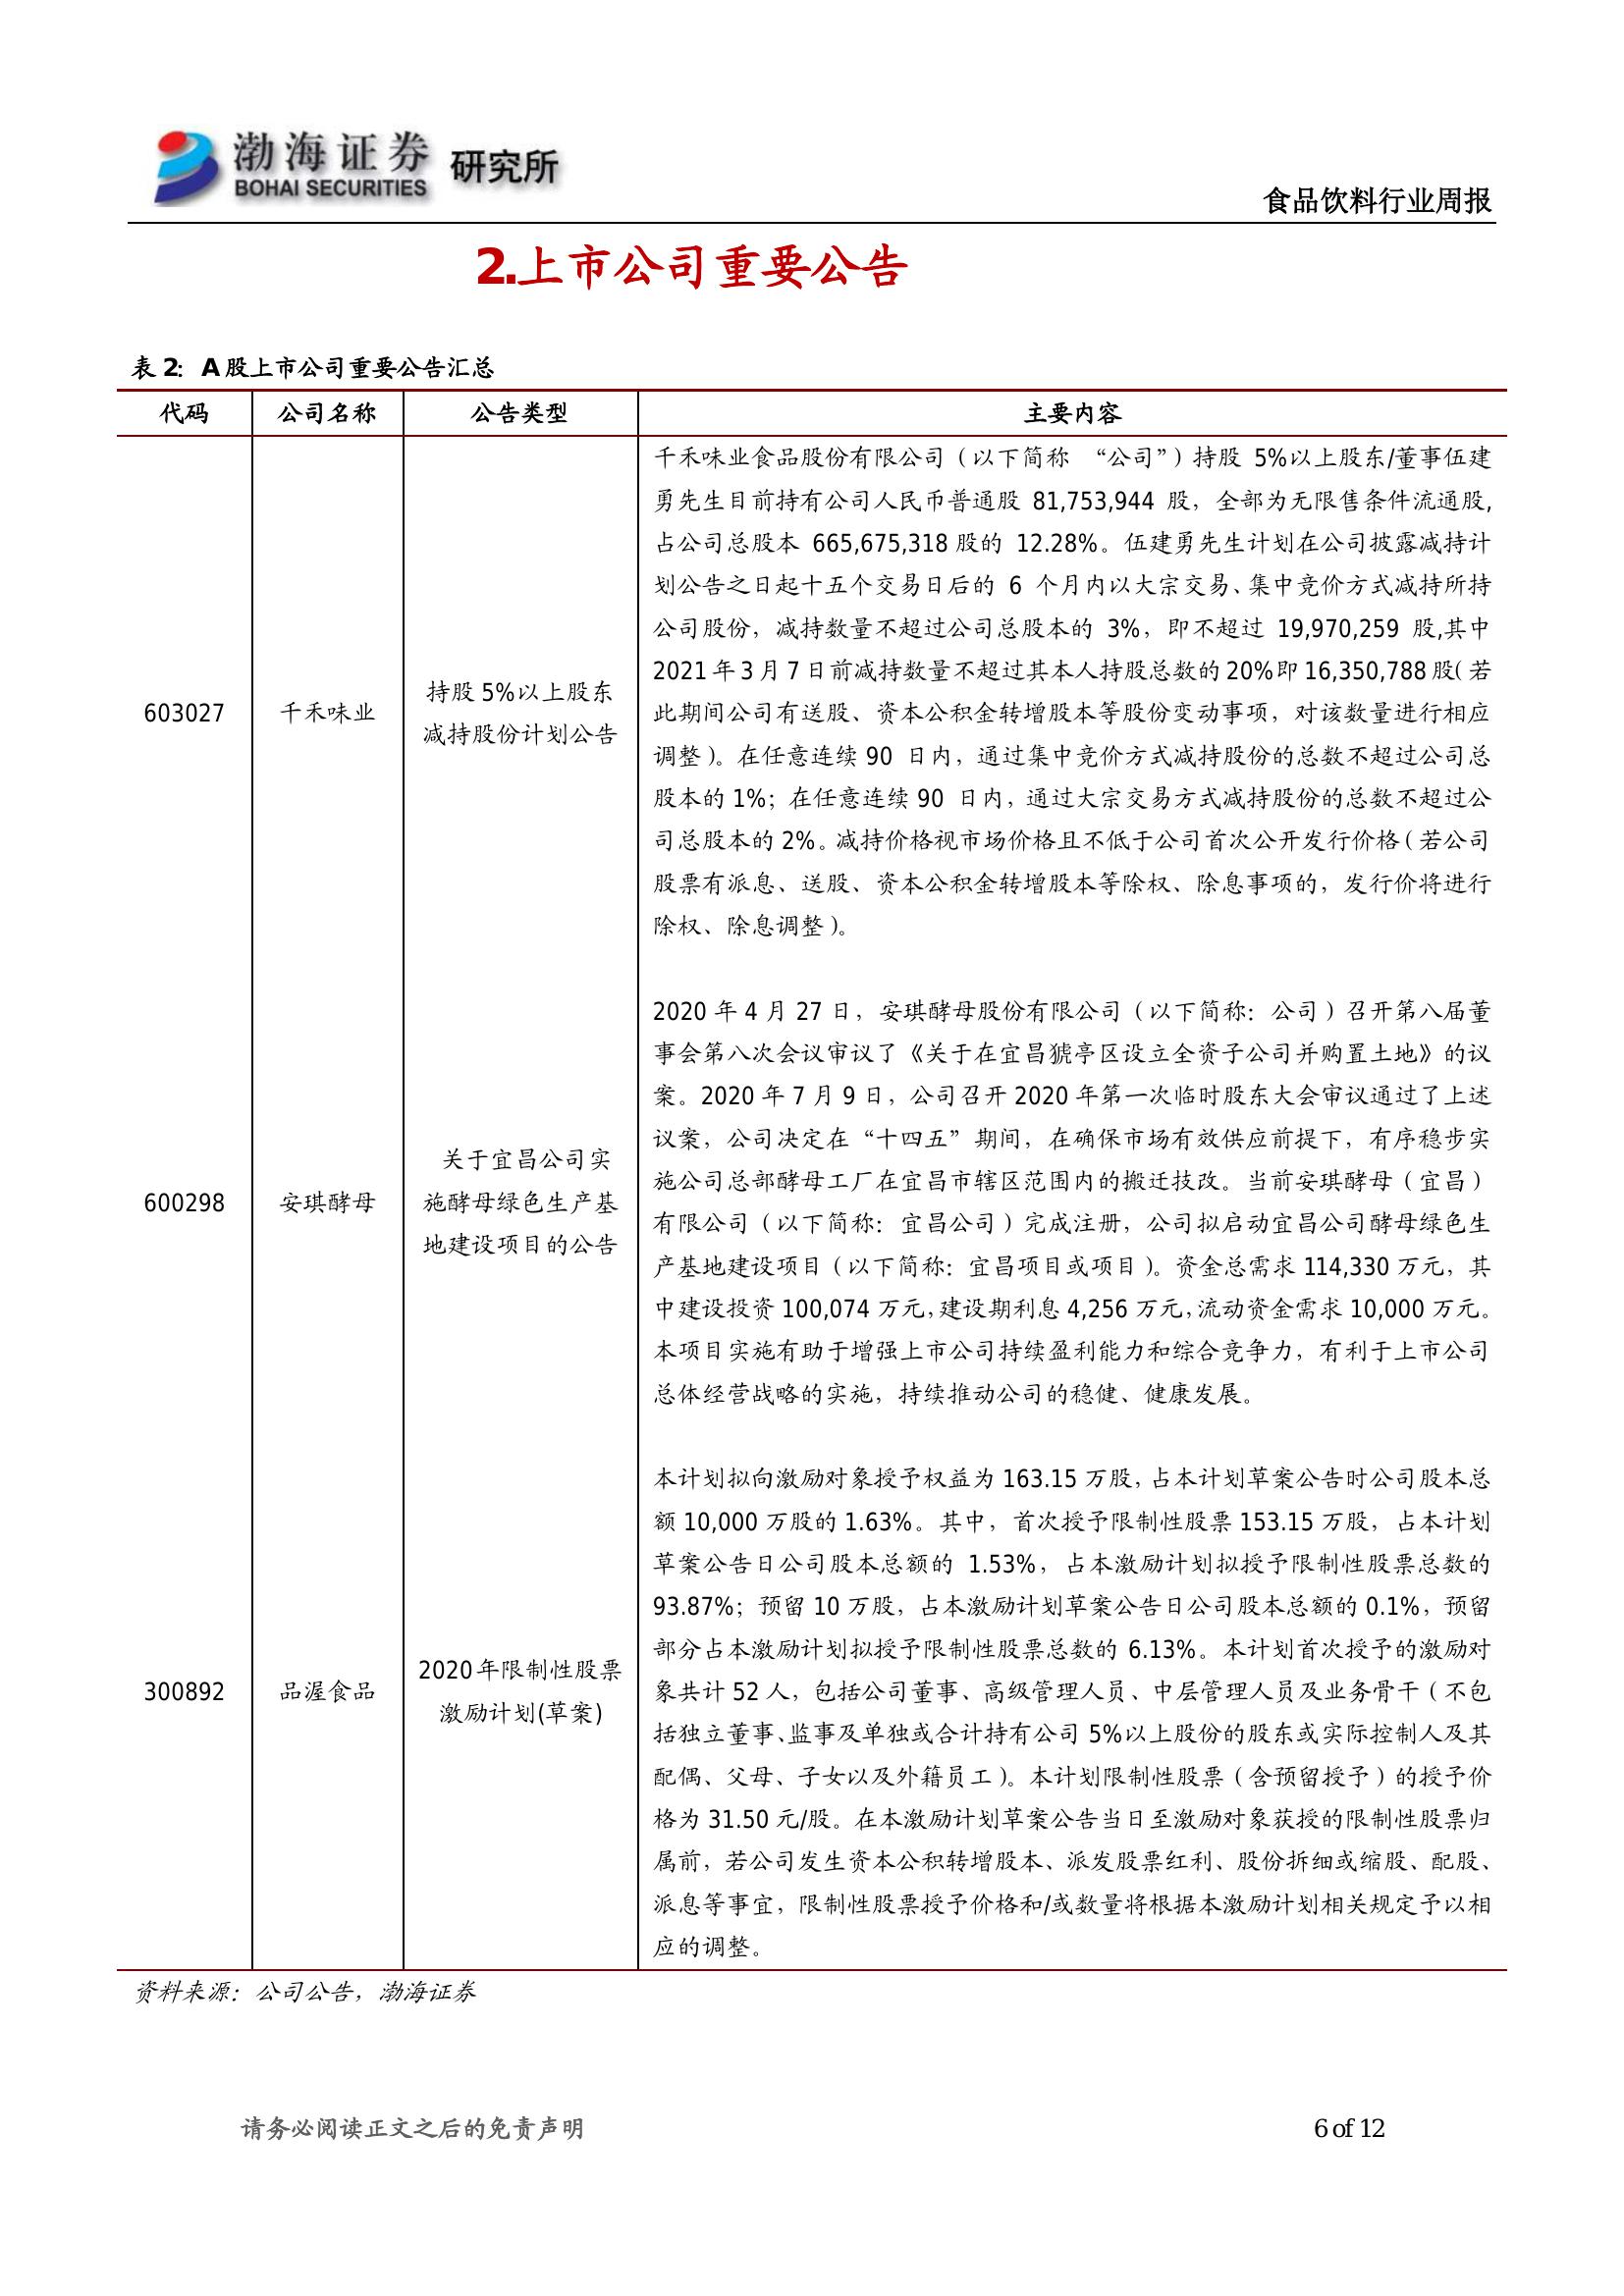 渤海证券 研究所
BOHAI SECURITIES
食品饮料行业周报
2.上市公司重要公告
表 2: A 股上市公司重要公告汇总
代码 公司名称 公告类型 主要内容
603027
千禾味业
持股 5%以上股东
减持股份计划公告
千禾味业食品股份有限公司（以下简称 “公司”）持股 5%以上股东/董事伍建
勇先生目前持有公司人民币普通股 81,753,944 股，全部为无限售条件流通股,
占公司总股本 665,675,318 股的 12.28%。伍建勇先生计划在公司披露减持计
划公告之日起十五个交易日后的 6 个月内以大宗交易、集中竞价方式减持所持
公司股份，减持数量不超过公司总股本的 3%，即不超过 19,970,259 股,其中
2021 年 3 月 7 日前减持数量不超过其本人持股总数的 20%即 16,350,788 股（若
此期间公司有送股、资本公积金转增股本等股份变动事项，对该数量进行相应
调整）。在任意连续 90 日内，通过集中竞价方式减持股份的总数不超过公司总
股本的 1%；在任意连续 90 日内，通过大宗交易方式减持股份的总数不超过公
司总股本的 2%。减持价格视市场价格且不低于公司首次公开发行价格（若公司
股票有派息、送股、资本公积金转增股本等除权、除息事项的，发行价将进行
除权、除息调整）。
600298
安琪酵母
关于宜昌公司实
施酵母绿色生产基
地建设项目的公告
2020 年 4 月 27 日，安琪酵母股份有限公司（以下简称：公司）召开第八届董
事会第八次会议审议了《关于在宜昌猇亭区设立全资子公司并购置土地》的议
案。2020 年 7 月 9 日，公司召开 2020 年第一次临时股东大会审议通过了上述
议案，公司决定在“十四五”期间，在确保市场有效供应前提下，有序稳步实
施公司总部酵母工厂在宜昌市辖区范围内的搬迁技改。当前安琪酵母（宜昌）
有限公司（以下简称：宜昌公司）完成注册，公司拟启动宜昌公司酵母绿色生
产基地建设项目（以下简称：宜昌项目或项目）。资金总需求 114,330 万元，其
中建设投资 100,074 万元，建设期利息 4,256 万元，流动资金需求 10,000 万元。
本项目实施有助于增强上市公司持续盈利能力和综合竞争力，有利于上市公司
总体经营战略的实施，持续推动公司的稳健、健康发展。
300892
品渥食品
2020 年限制性股票
激励计划(草案)
本计划拟向激励对象授予权益为 163.15 万股，占本计划草案公告时公司股本总
额 10,000 万股的 1.63%。其中，首次授予限制性股票 153.15 万股，占本计划
草案公告日公司股本总额的 1.53%，占本激励计划拟授予限制性股票总数的
93.87%；预留 10 万股，占本激励计划草案公告日公司股本总额的 0.1%，预留
部分占本激励计划拟授予限制性股票总数的 6.13%。本计划首次授予的激励对
象共计 52 人，包括公司董事、高级管理人员、中层管理人员及业务骨干（不包
括独立董事、监事及单独或合计持有公司 5%以上股份的股东或实际控制人及其
配偶、父母、子女以及外籍员工）。本计划限制性股票（含预留授予）的授予价
格为 31.50 元/股。在本激励计划草案公告当日至激励对象获授的限制性股票归
属前，若公司发生资本公积转增股本、派发股票红利、股份拆细或缩股、配股、
派息等事宜，限制性股票授予价格和/或数量将根据本激励计划相关规定予以相
应的调整。
资料来源：公司公告，渤海证券
请务必阅读正文之后的免责声明
6 of 12